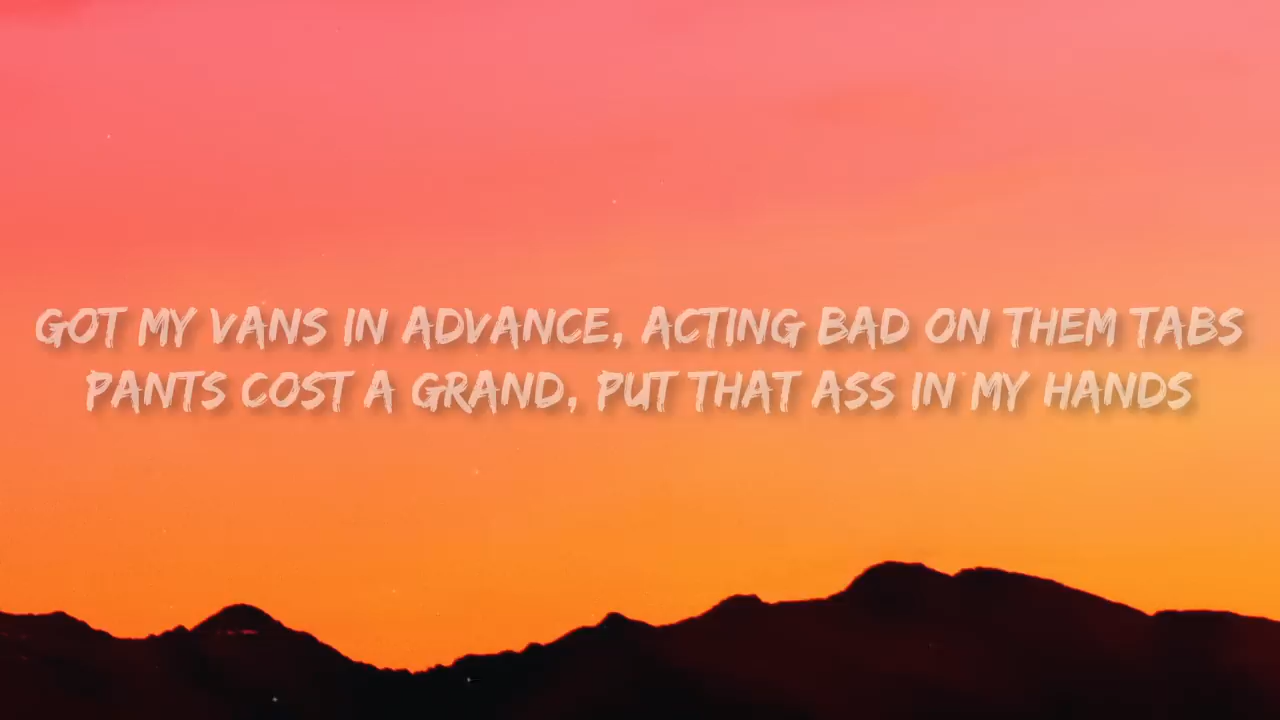 GOT MY VANS IN ADVANCE, ACTING BAD ON THEM TABS
PANTS COST A GRAND, PUT THAT ASS IN MY HANDS